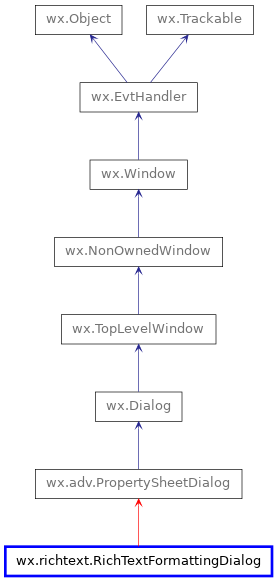 wx.Object
wx.Trackable
wx.EvtHandler
wx.Window
wx.NonOwnedWindow
wx.TopLevelWindow
wx.Dialog
wx.adv.PropertySheetDialog
wx.richtext.RichTextFormattingDialog